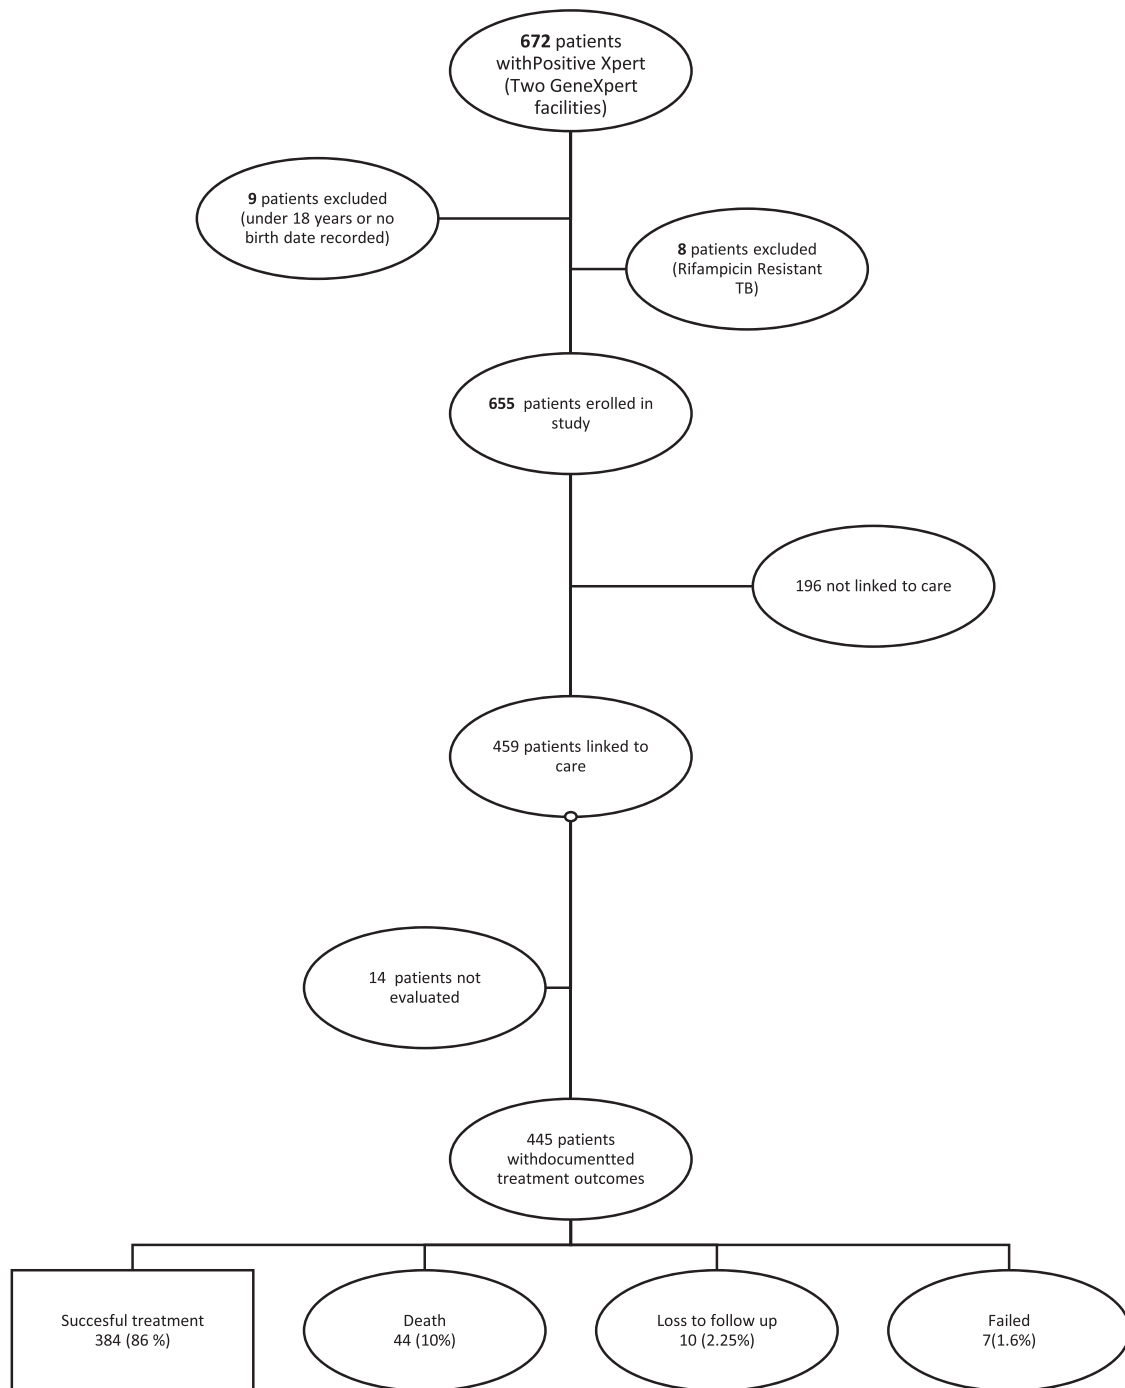 672 patients
withPositive Xpert
(Two GeneXpert
facilities)
9 patients excluded
(under 18 years or no
birth date recorded)
8 patients excluded
(Rifampicin Resistant
TB)
655 patients erolled in
study
196 not linked to care
459 patients linked to
care
14 patients not
evaluated
445 patients
withdocumentted
treatment outcomes
Succesful treatment
384 (86 %)
Death
44 (10%)
Loss to follow up
10 (2.25%)
Failed
7(1.6%)